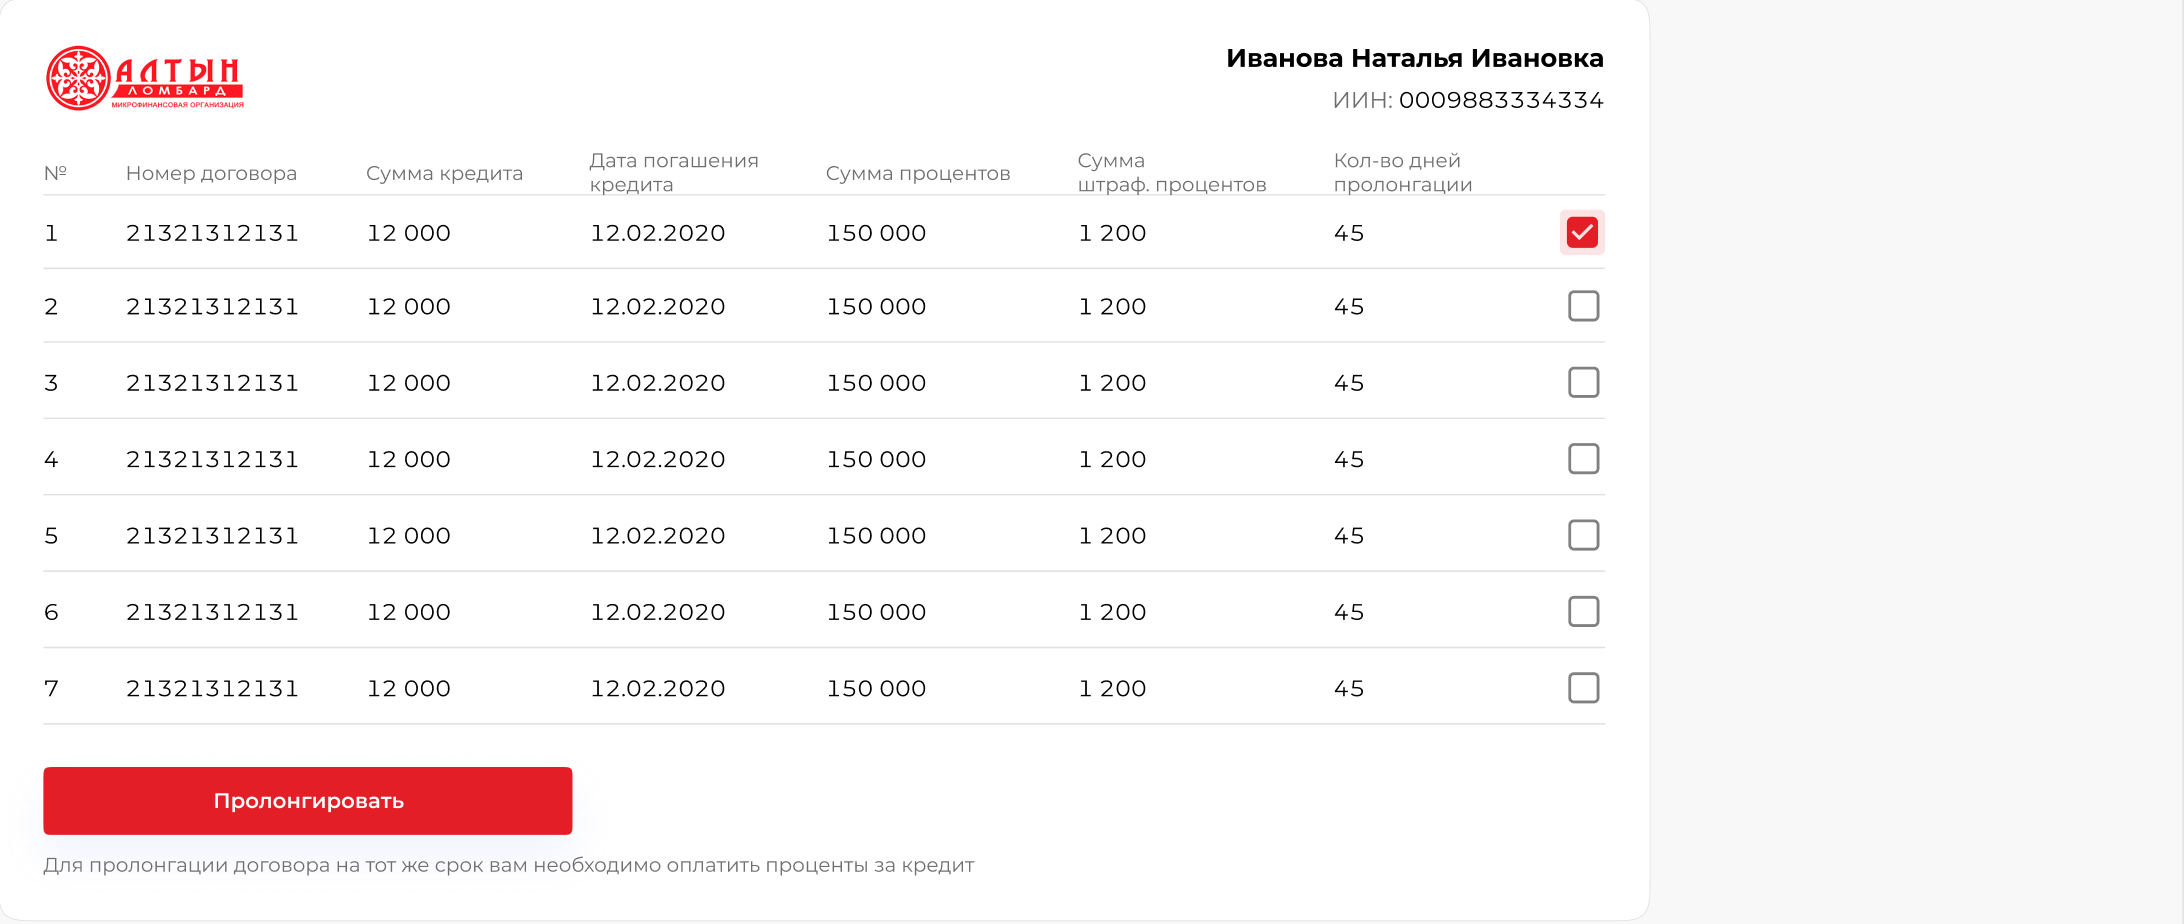 АЛТЫН
ЛОМБАРД
МИКРОФИНАНСОВАЯ ОРГАНИЗАЦИЯ
Иванова Наталья Ивановка
ИИН: 0009883334334
№ Номер договора Сумма кредита Дата погашения кредита Сумма процентов Сумма штраф. процентов Кол-во дней пролонгации
1 21321312131 12 000 12.02.2020 150 000 1 200 45
2 21321312131 12 000 12.02.2020 150 000 1 200 45
3 21321312131 12 000 12.02.2020 150 000 1 200 45
4 21321312131 12 000 12.02.2020 150 000 1 200 45
5 21321312131 12 000 12.02.2020 150 000 1 200 45
6 21321312131 12 000 12.02.2020 150 000 1 200 45
7 21321312131 12 000 12.02.2020 150 000 1 200 45
Пролонгировать
Для пролонгации договора на тот же срок вам необходимо оплатить проценты за кредит